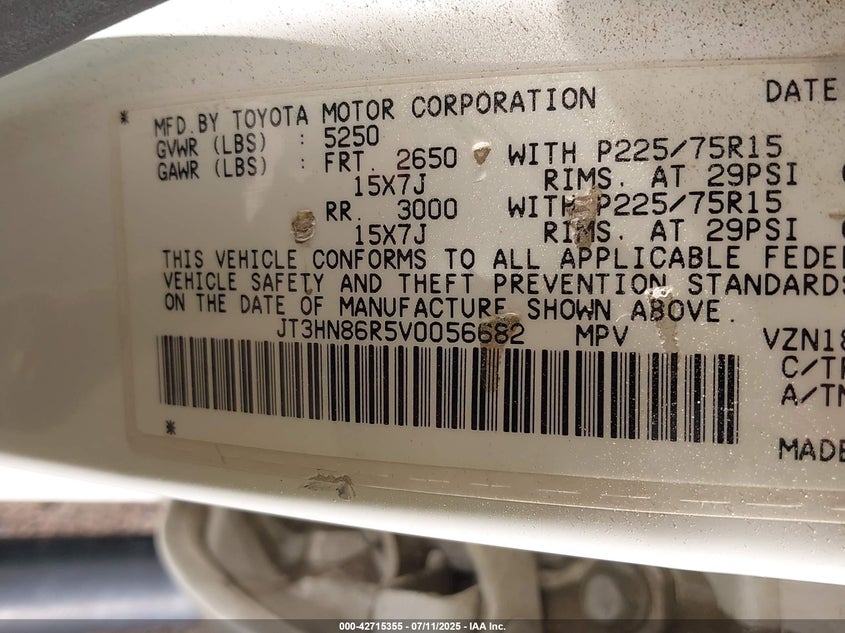 * MFD.BY TOYOTA MOTOR CORPORATION DATE
GVWR (LBS) : 5250
GAWR (LBS) : FRT. 2650 WITH P225/75R15
15X7J RIMS. AT 29PSI
RR. 3000 WITH P225/75R15
15X7J RIMS. AT 29PSI
THIS VEHICLE CONFORMS TO ALL APPLICABLE FEDE
VEHICLE SAFETY AND THEFT PREVENTION STANDARDS
ON THE DATE OF MANUFACTURE SHOWN ABOVE.
JT3HN86R5V0056682 MPV VZN18
C/TR
A/TM
* MADE
000-42715355 - 07/11/2025 - IAA Inc.